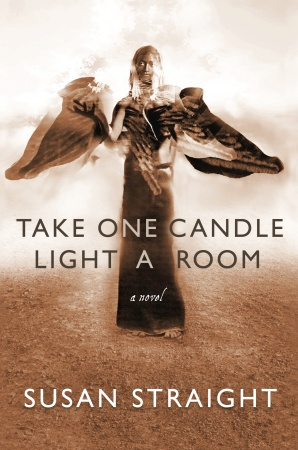 TAKE ONE CANDLE
LIGHT A ROOM
a novel
SUSAN STRAIGHT